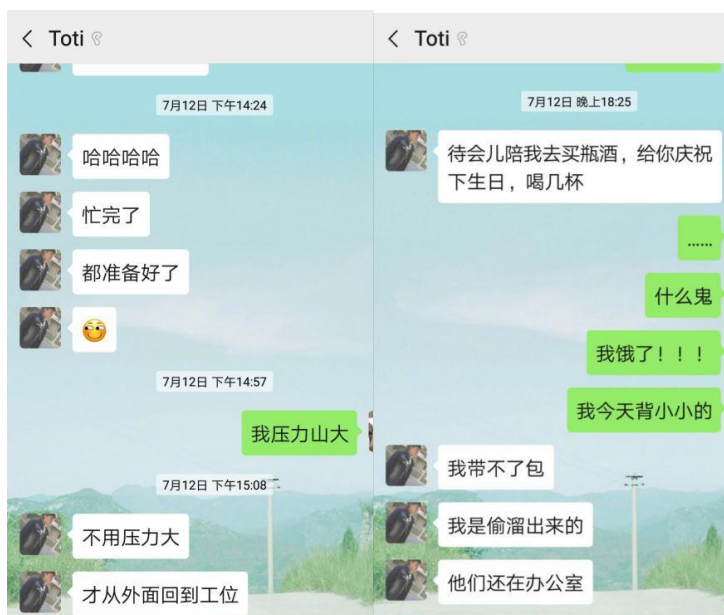 Toti
7月12日 下午14:24
哈哈哈哈
忙完了
都准备好了
7月12日 下午14:57
我压力山大
7月12日 下午15:08
不用压力大
才从外面回到工位
Toti
7月12日 晚上18:25
待会儿陪我去买瓶酒，给你庆祝
下生日，喝几杯
......
什么鬼
我饿了！！！
我今天背小小的
我带不了包
我是偷溜出来的
他们还在办公室